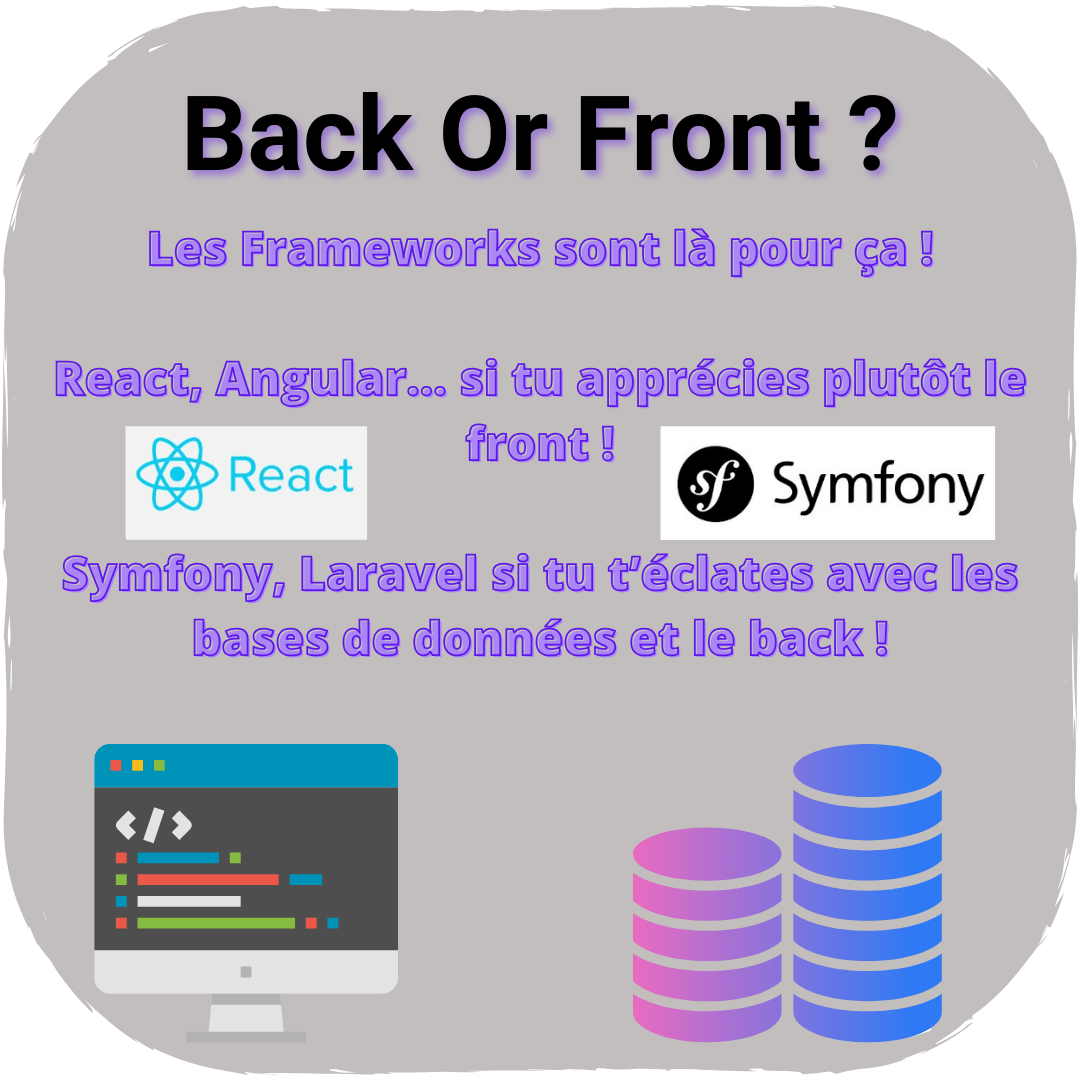 Back Or Front ?
Les Frameworks sont là pour ça !
React, Angular... si tu apprécies plutôt le
front !
React
sf Symfony
Symfony, Laravel si tu t’éclates avec les
bases de données et le back !
<//>